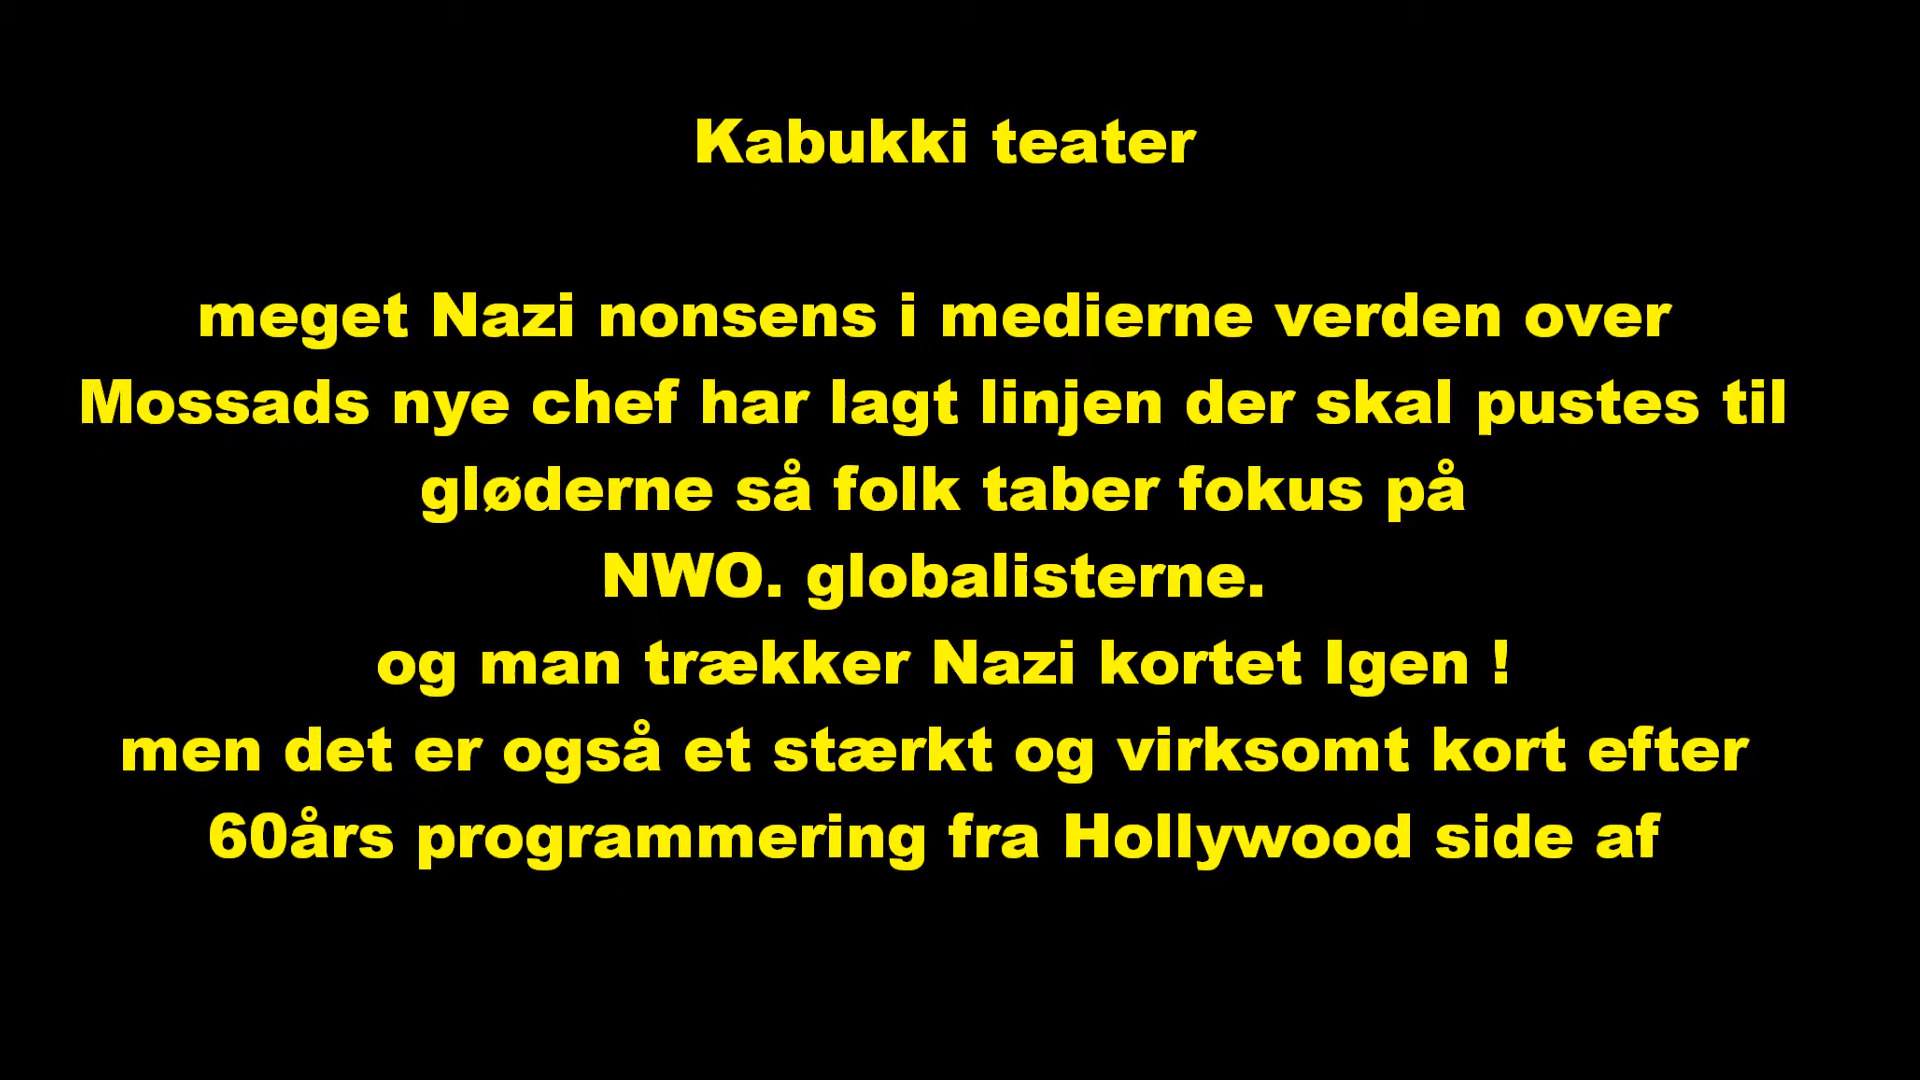 Kabukki teater
meget Nazi nonsens i medierne verden over
Mossads nye chef har lagt linjen der skal pustes til
gløderne så folk taber fokus på
NWO. globalisterne.
og man trækker Nazi kortet Igen !
men det er også et stærkt og virksomt kort efter
60års programmering fra Hollywood side af